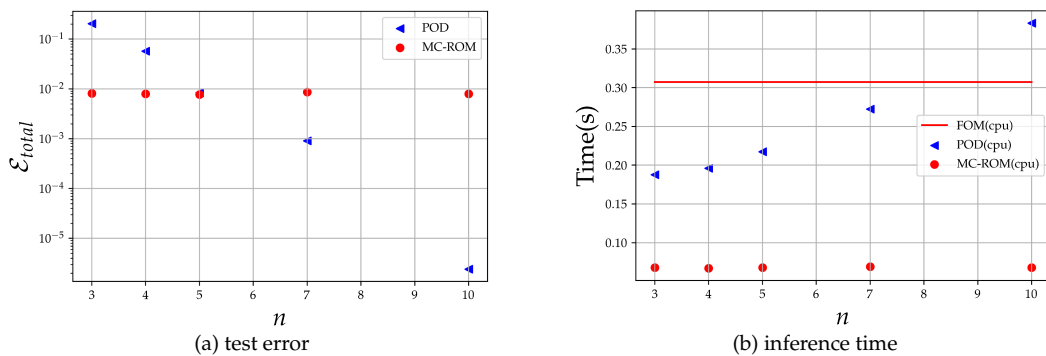 10⁻¹
10⁻²
10⁻³
10⁻⁴
10⁻⁵
ℰ_total
POD
MC-ROM
3 4 5 6 7 8 9 10
n
(a) test error
0.35
0.30
0.25
0.20
0.15
0.10
Time(s)
FOM(cpu)
POD(cpu)
MC-ROM(cpu)
3 4 5 6 7 8 9 10
n
(b) inference time